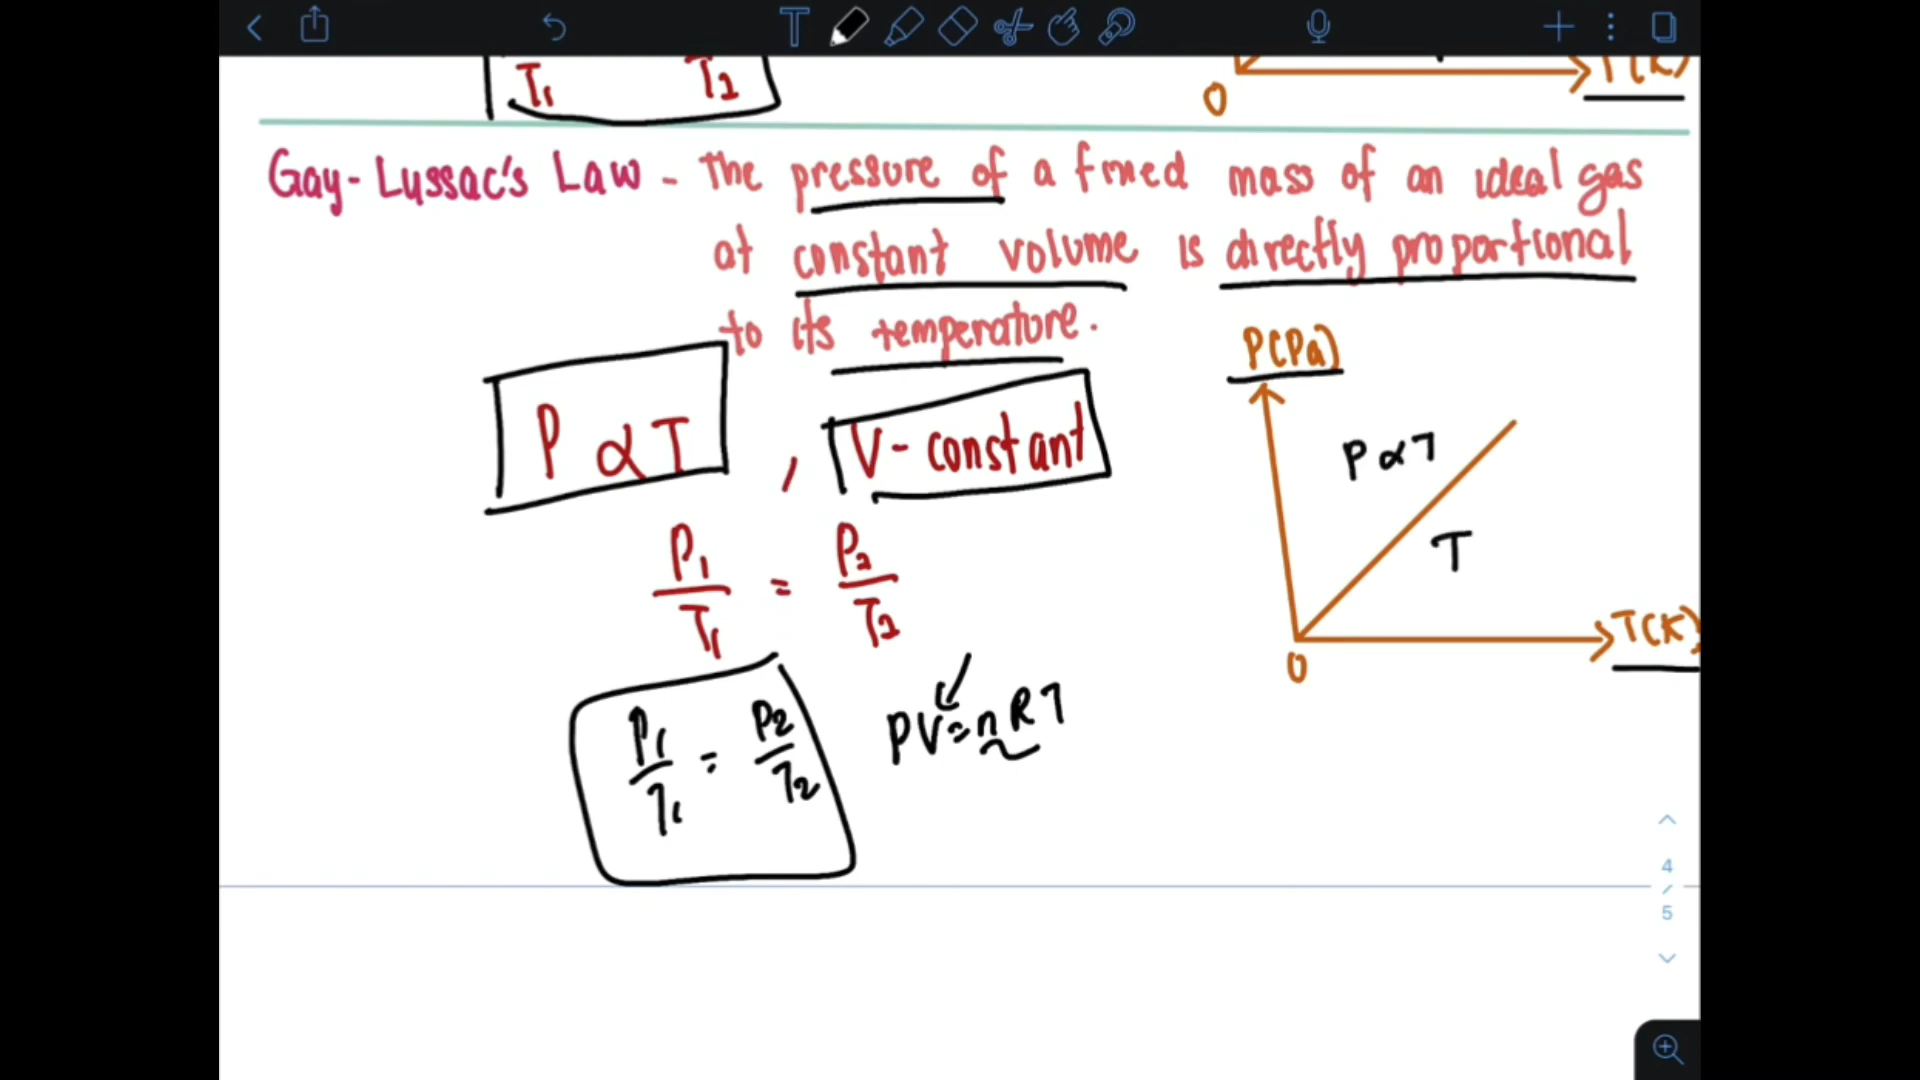 T1 T2
T(K)
0
Gay-Lussac's Law - The pressure of a fixed mass of an ideal gas
at constant volume is directly proportional
to its temperature.
P(Pa)
P ∝ T , V - constant
P ∝ T
T
P1/T1 = P2/T2
T(K)
0
P1/T1 = P2/T2
PV = nRT
4
/
5